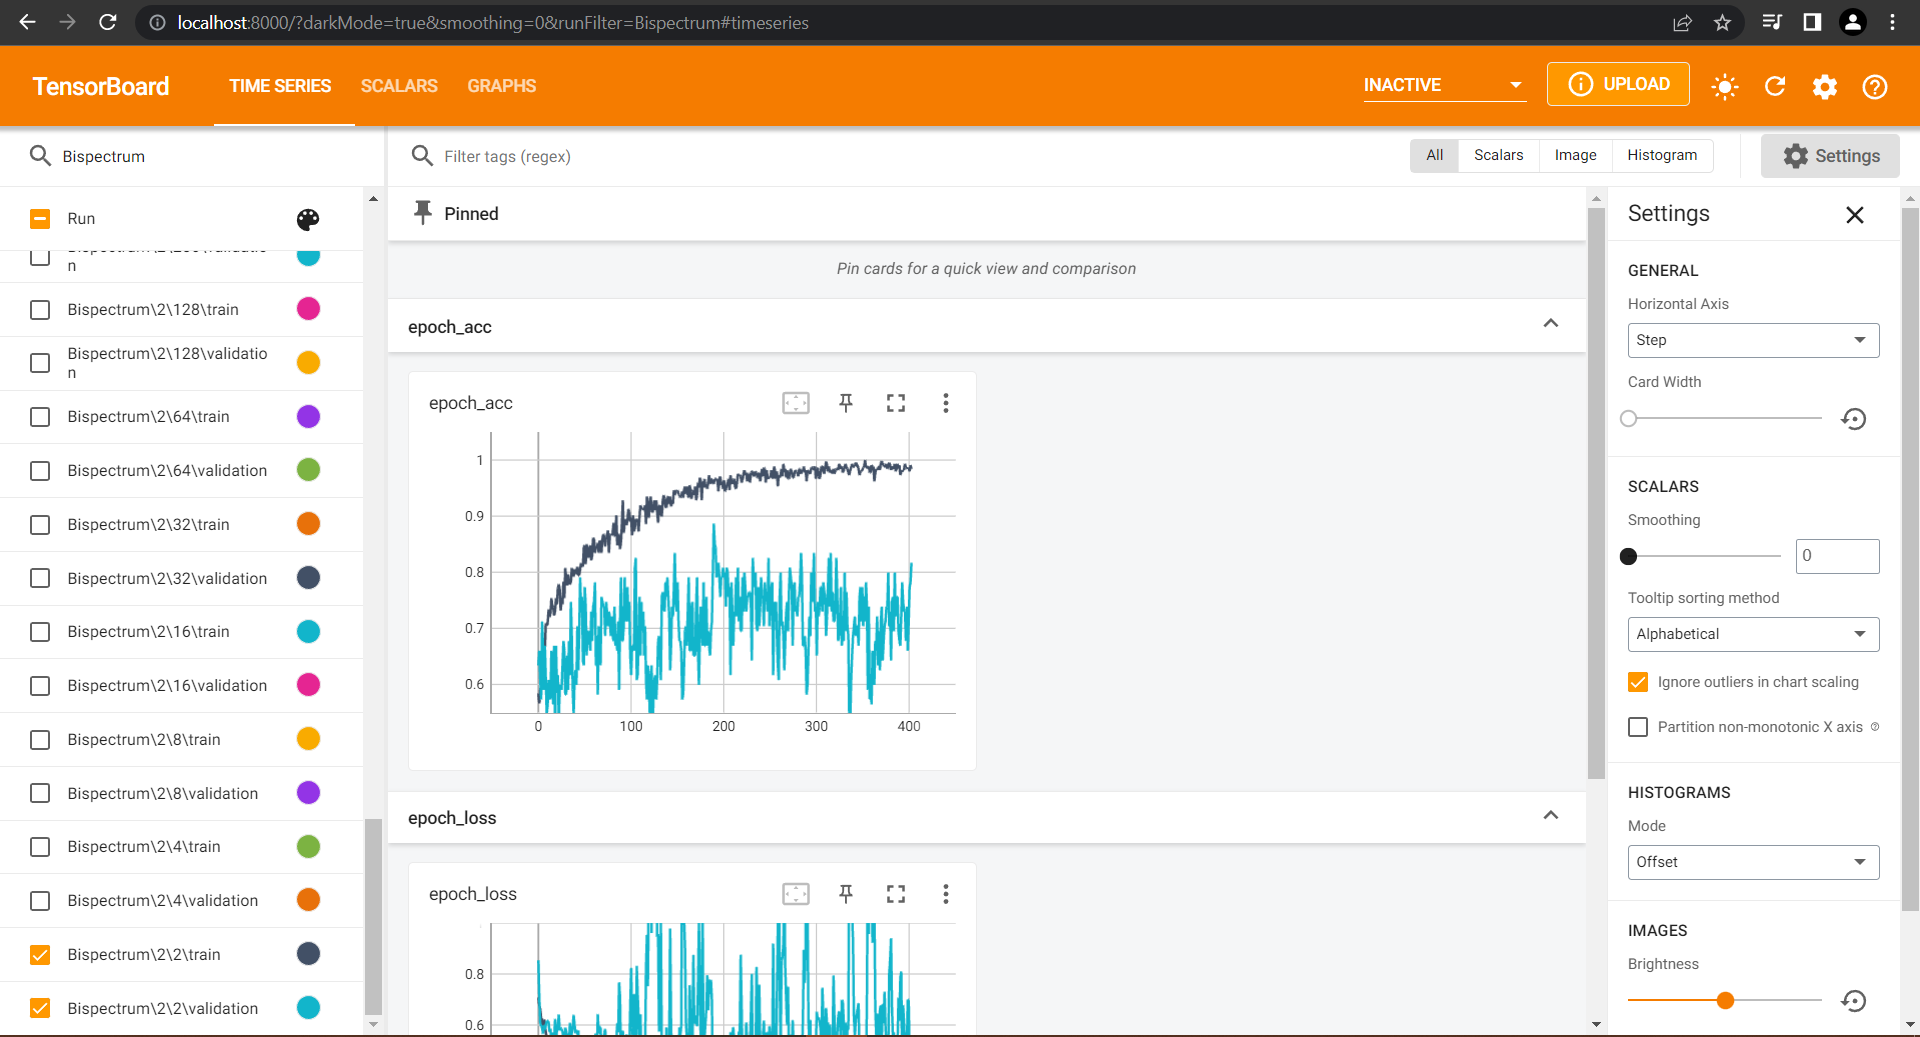 localhost:8000/?darkMode=true&smoothing=0&runFilter=Bispectrum#timeseries
TensorBoard
TIME SERIES
SCALARS
GRAPHS
INACTIVE
UPLOAD
Bispectrum
Filter tags (regex)
All
Scalars
Image
Histogram
Settings
Run
n
Bispectrum\2\128\train
Bispectrum\2\128\validatio
n
Bispectrum\2\64\train
Bispectrum\2\64\validation
Bispectrum\2\32\train
Bispectrum\2\32\validation
Bispectrum\2\16\train
Bispectrum\2\16\validation
Bispectrum\2\8\train
Bispectrum\2\8\validation
Bispectrum\2\4\train
Bispectrum\2\4\validation
Bispectrum\2\2\train
Bispectrum\2\2\validation
Pinned
Pin cards for a quick view and comparison
epoch_acc
epoch_acc
1
0.9
0.8
0.7
0.6
0
100
200
300
400
epoch_loss
epoch_loss
0.8
0.6
Settings
GENERAL
Horizontal Axis
Step
Card Width
SCALARS
Smoothing
0
Tooltip sorting method
Alphabetical
Ignore outliers in chart scaling
Partition non-monotonic X axis
HISTOGRAMS
Mode
Offset
IMAGES
Brightness